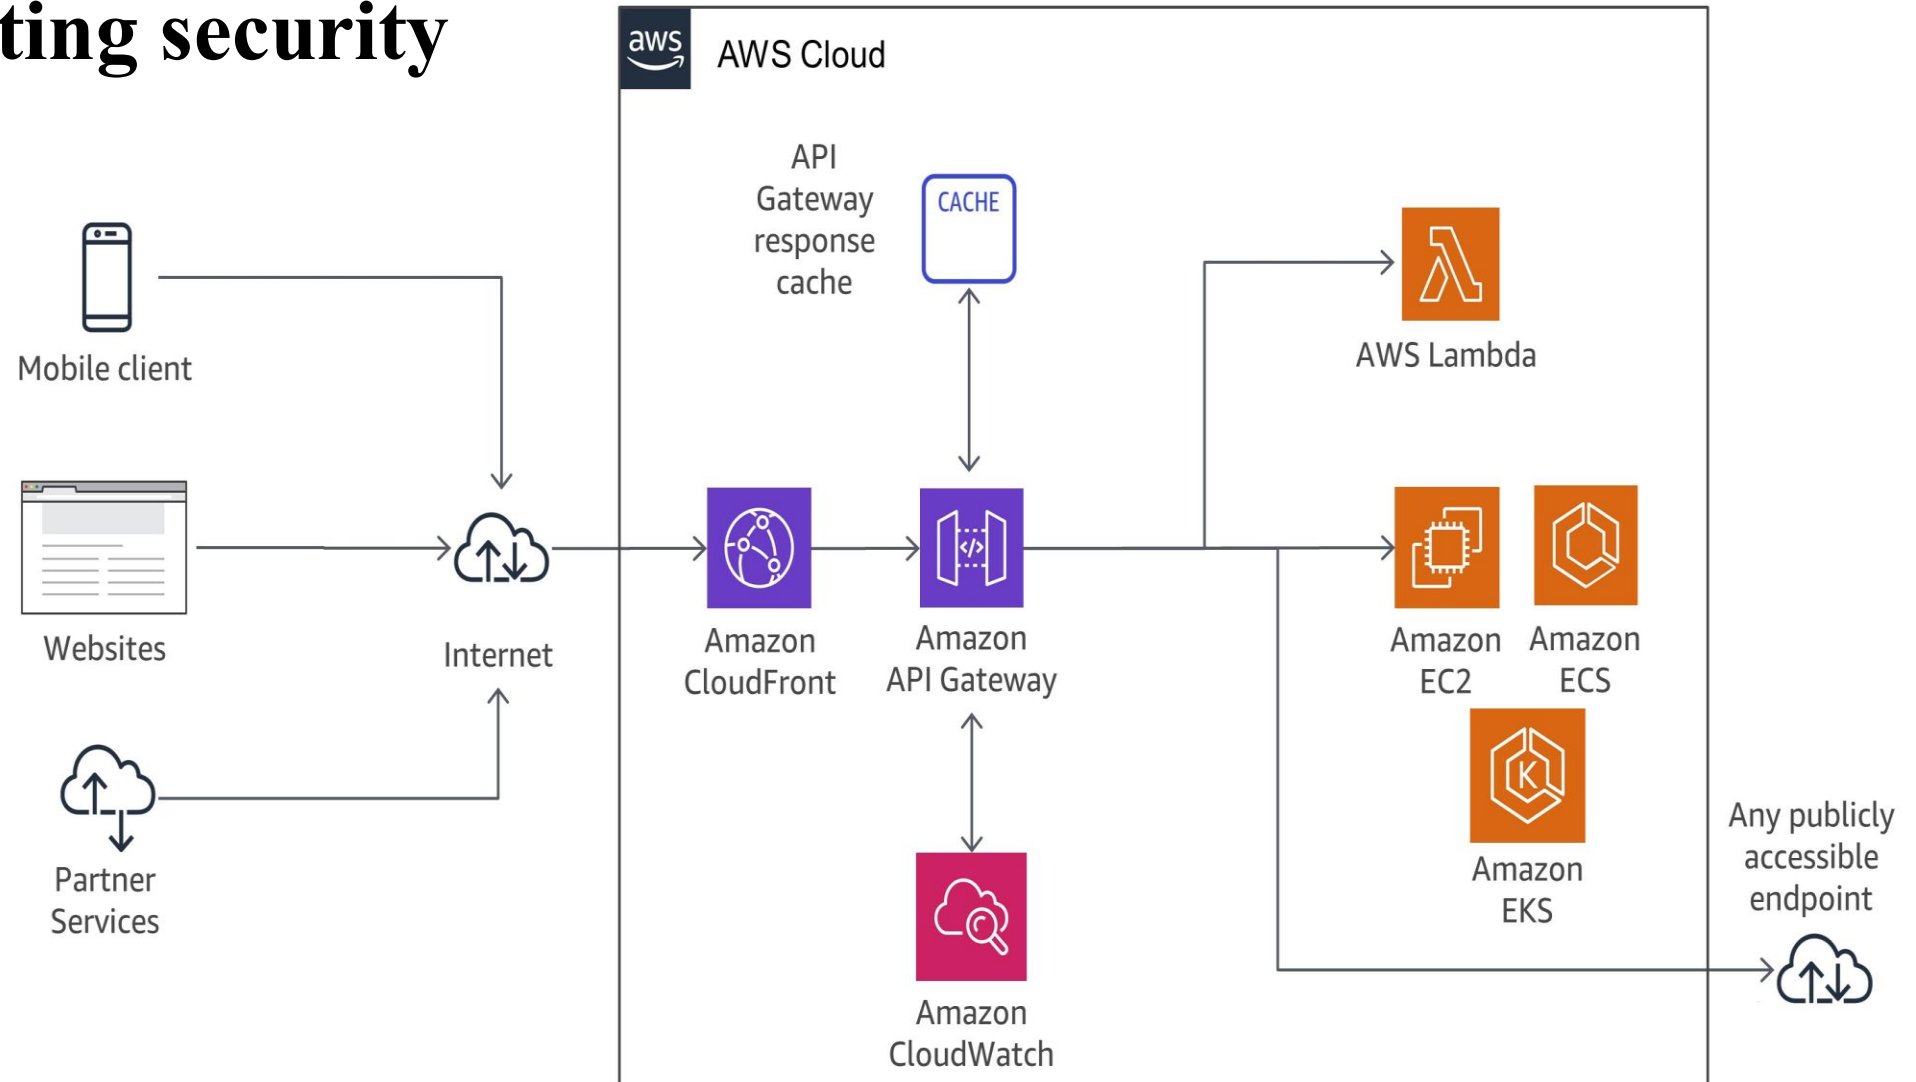 ting security
aws
AWS Cloud
API
Gateway
response
cache
CACHE
Mobile client
AWS Lambda
Websites
Internet
Amazon
CloudFront
Amazon
API Gateway
Amazon
EC2
Amazon
ECS
K
Amazon
EKS
Partner
Services
Any publicly
accessible
endpoint
</>
Amazon
CloudWatch